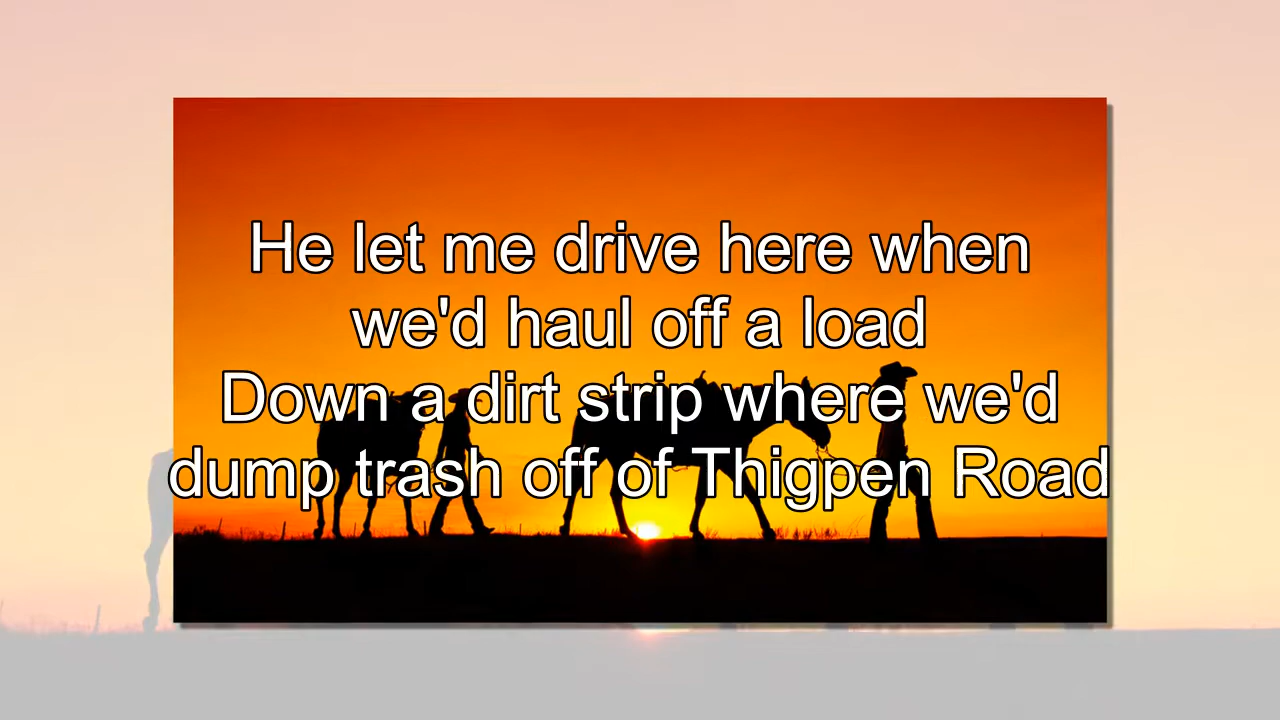 He let me drive here when
we'd haul off a load
Down a dirt strip where we'd
dump trash off of Thigpen Road